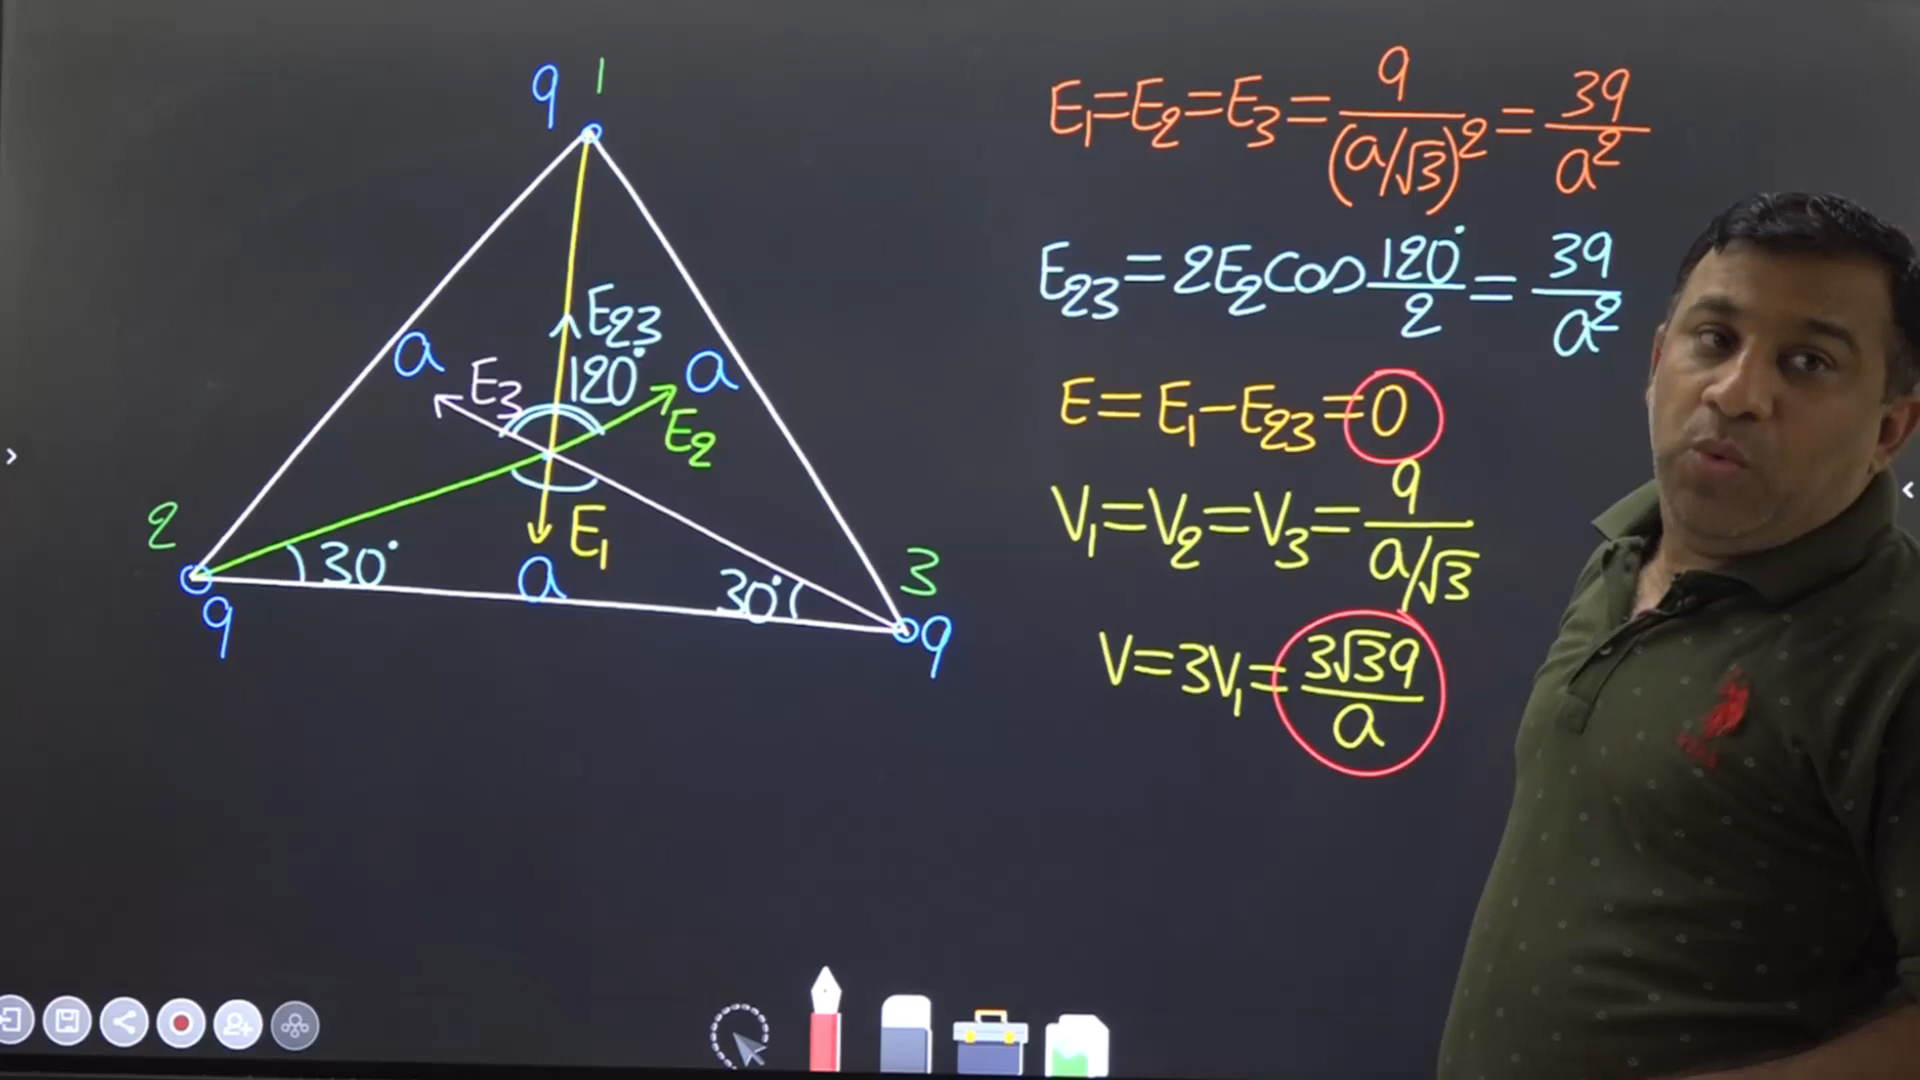 q 1
a
a
E₂₃
120°
E₃
E₂
E₁
2
30°
a
30°
3
q
q
E₁=E₂=E₃= q/(a/√3)² = 3q/a²
E₂₃=2E₂cos 120°/2 = 3q/a²
E= E₁-E₂₃=0
V₁=V₂=V₃= q/a/√3
V=3V₁= 3√3q/a